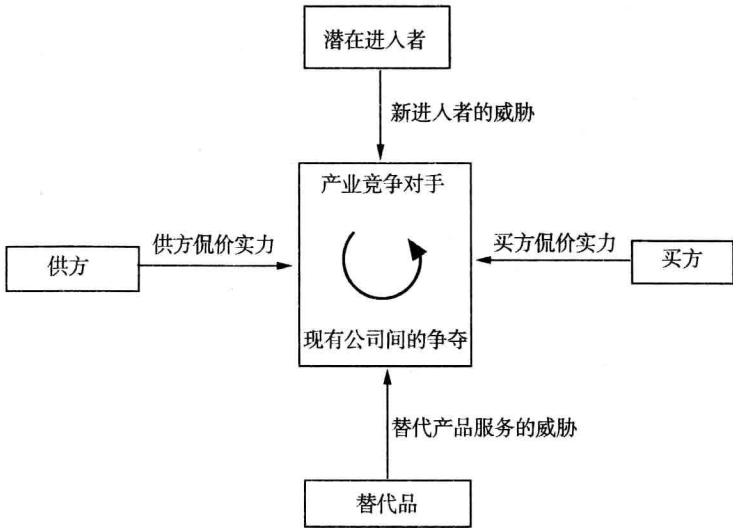 潜在进入者
新进入者的威胁
产业竞争对手
供方侃价实力
买方侃价实力
供方
买方
现有公司间的争夺
替代产品服务的威胁
替代品